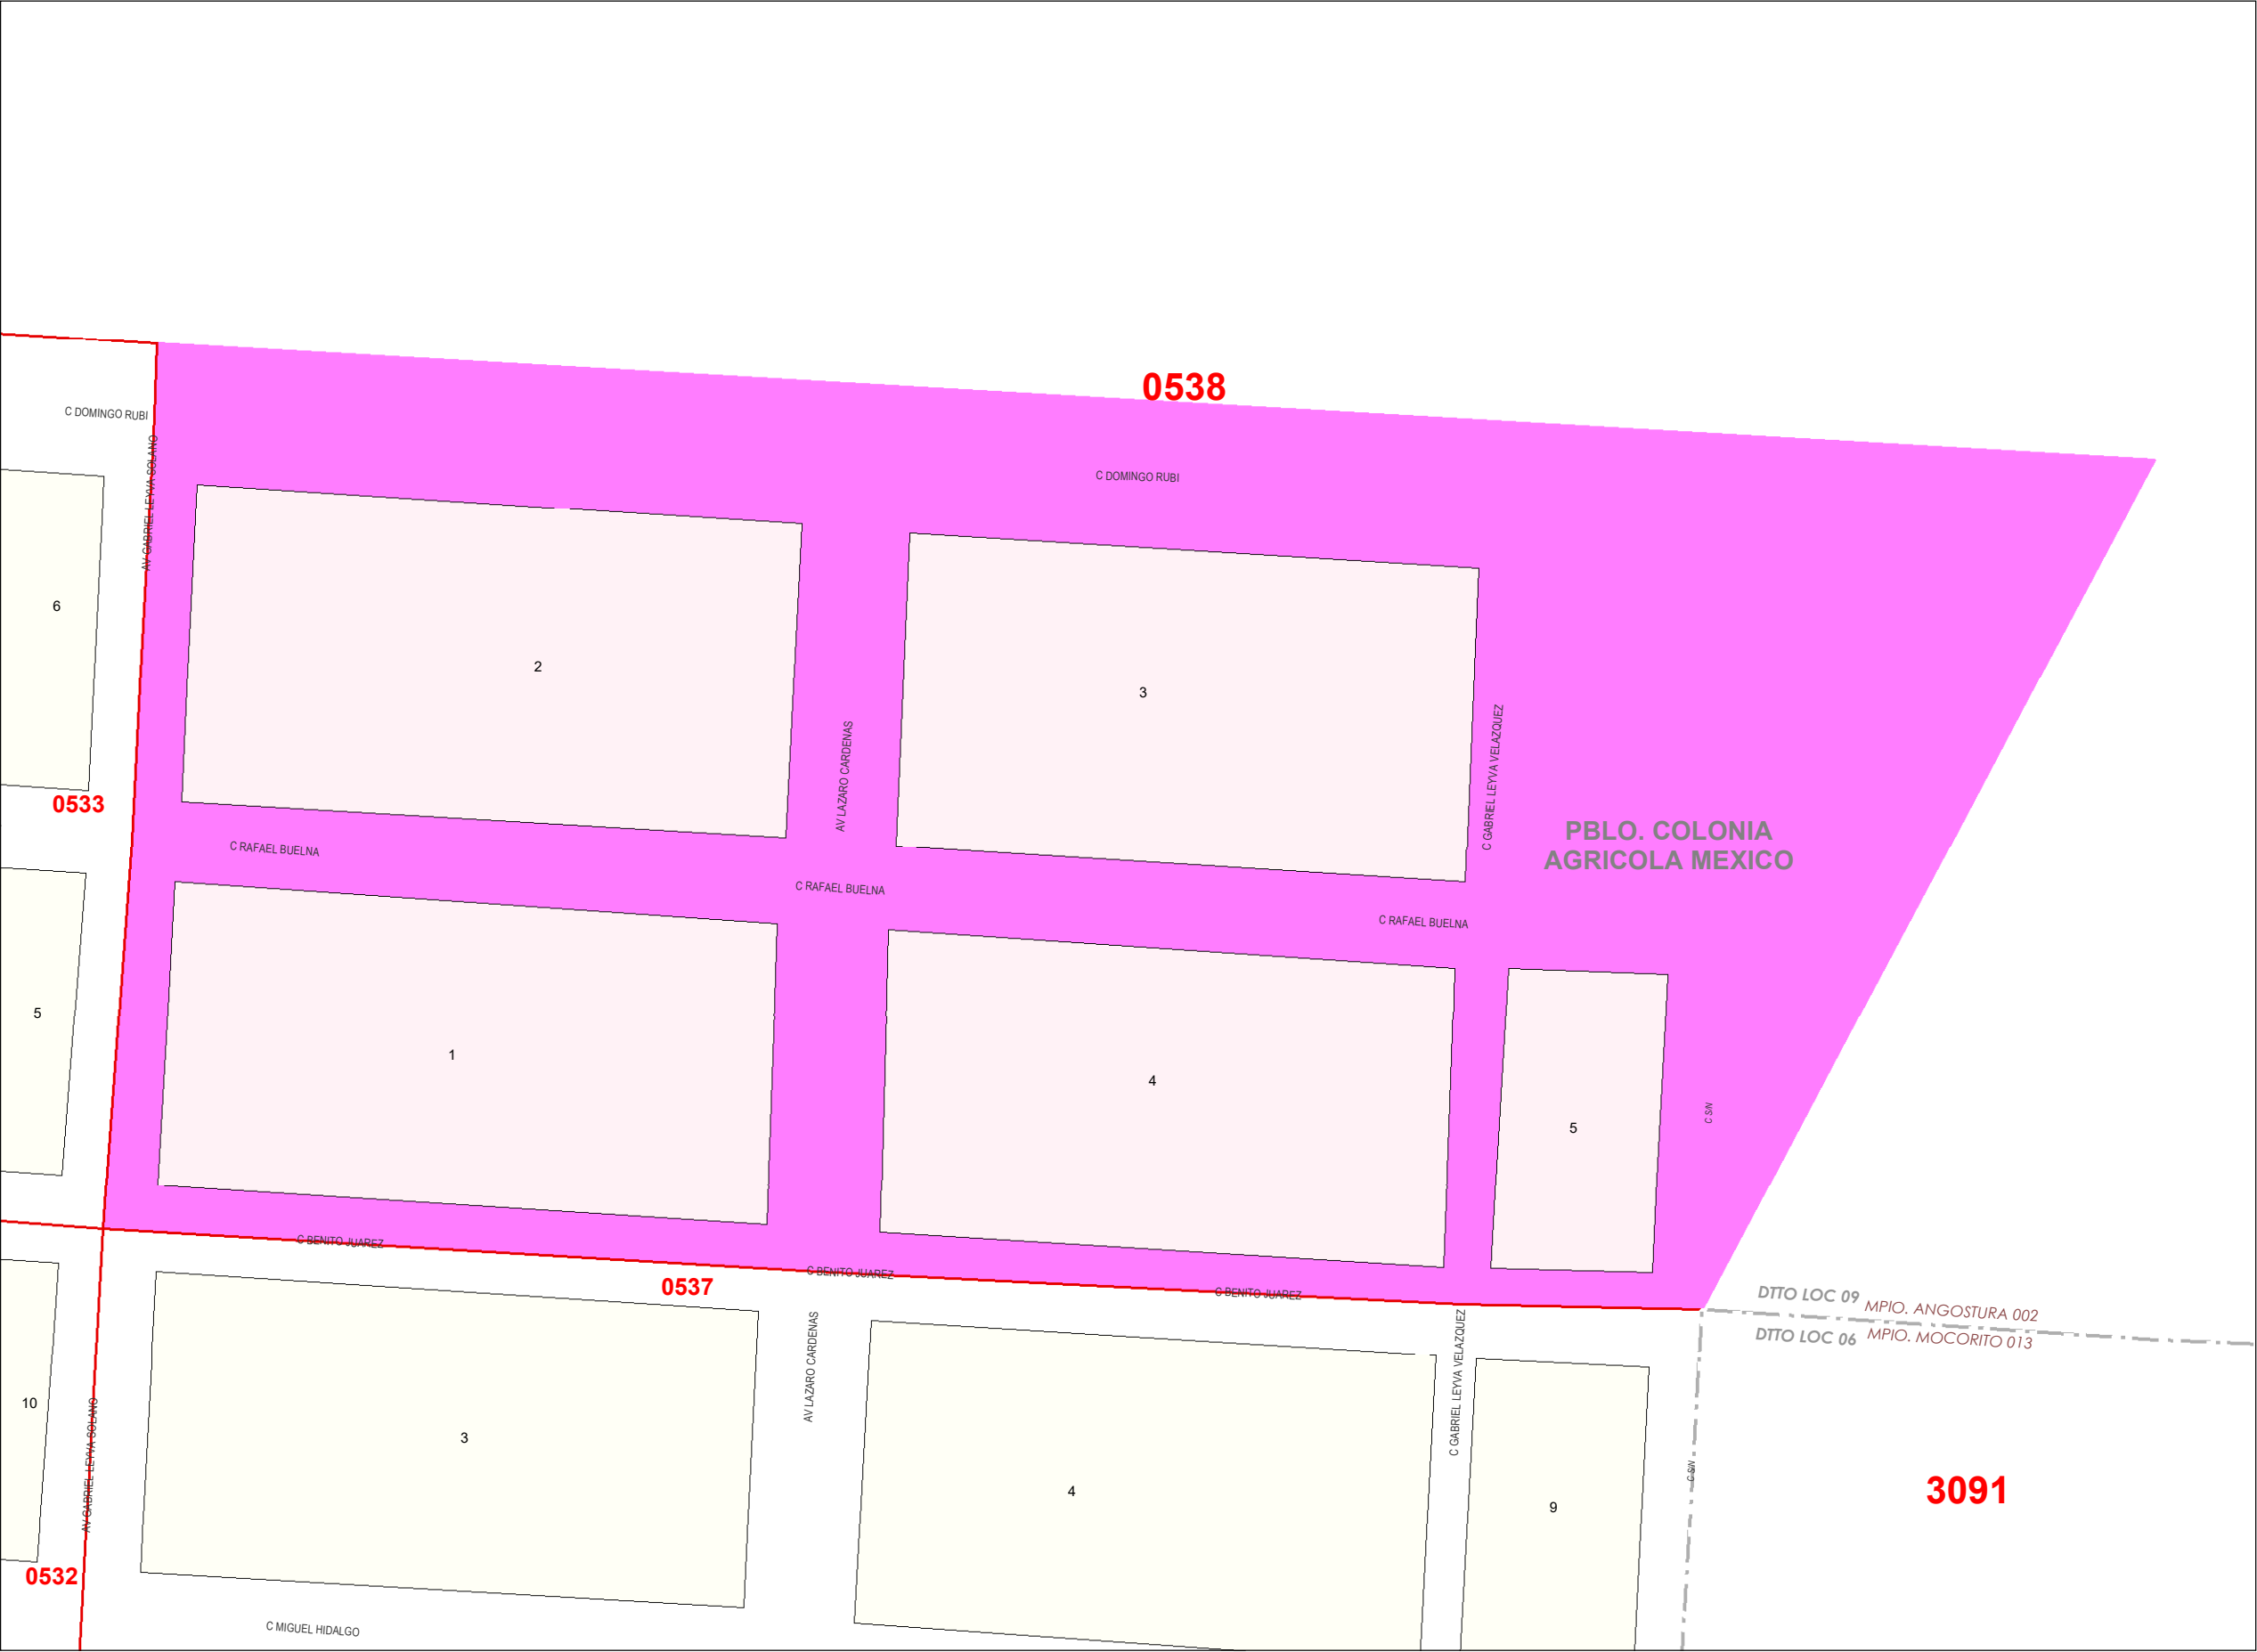 0538
C DOMINGO RUBI
C DOMINGO RUBI
AV GABRIEL LEYVA SOLANO
6
2
3
AV LAZARO CARDENAS
C GABRIEL LEYVA VELAZQUEZ
0533
PBLO. COLONIA
AGRICOLA MEXICO
C RAFAEL BUELNA
C RAFAEL BUELNA
C RAFAEL BUELNA
5
1
4
5
C S/N
C BENITO JUAREZ
C BENITO JUAREZ
C BENITO JUAREZ
0537
DTTO LOC 09
MPIO. ANGOSTURA 002
DTTO LOC 06
MPIO. MOCORITO 013
AV LAZARO CARDENAS
C GABRIEL LEYVA VELAZQUEZ
10
AV GABRIEL LEYVA SOLANO
3
4
9
C S/N
3091
0532
C MIGUEL HIDALGO